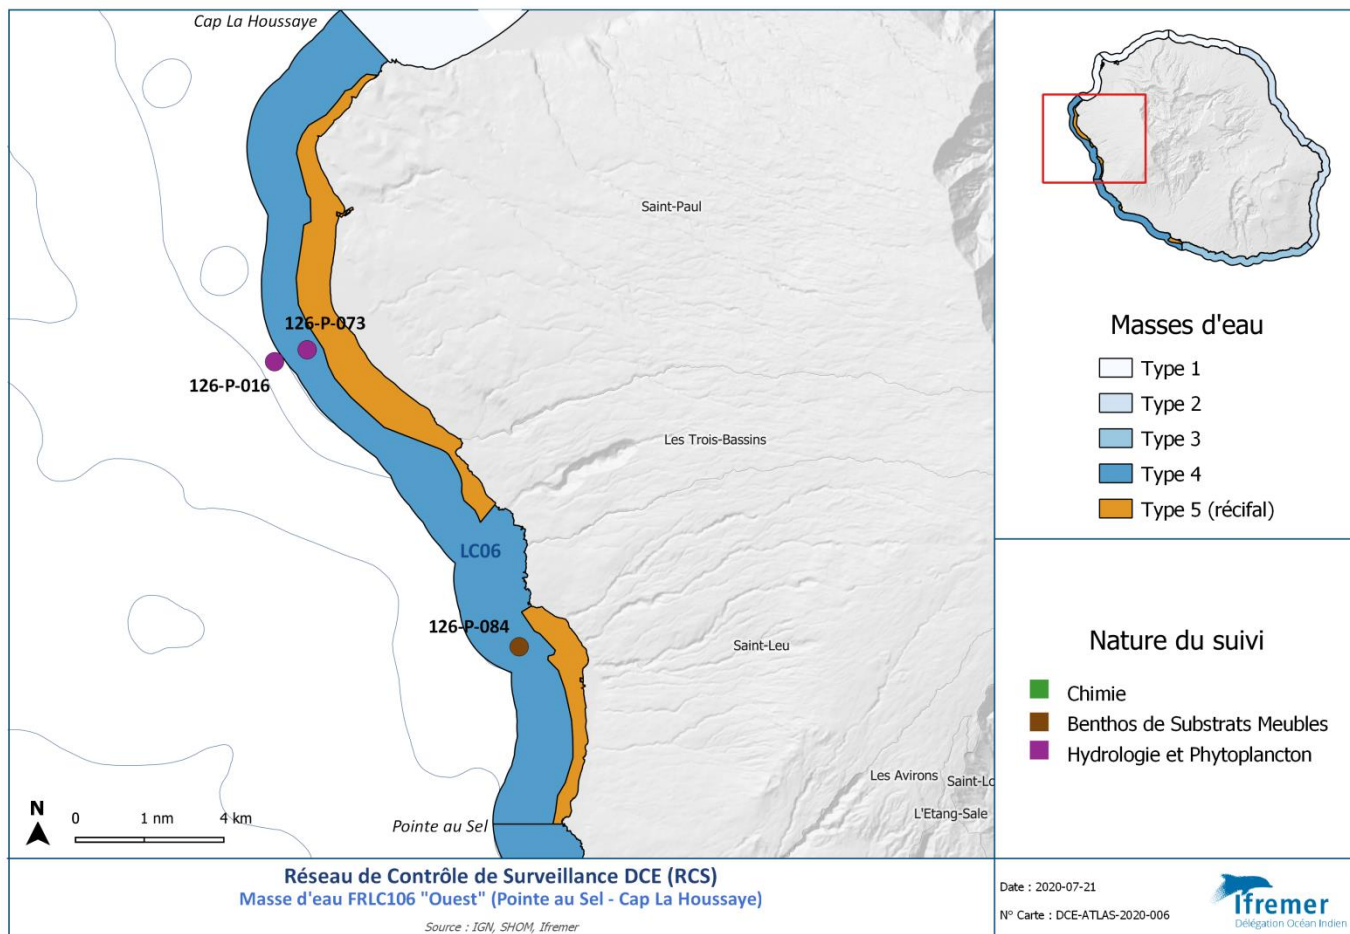 Cap La Houssaye
Saint-Paul
126-P-073
126-P-016
Les Trois-Bassins
LC06
126-P-084
Saint-Leu
Les Avirons
Saint-Lo
L'Etang-Sale
Pointe au Sel
N
0 1 nm 4 km
Masses d'eau
Type 1
Type 2
Type 3
Type 4
Type 5 (récifal)
Nature du suivi
Chimie
Benthos de Substrats Meubles
Hydrologie et Phytoplancton
Réseau de Contrôle de Surveillance DCE (RCS)
Masse d'eau FRLC106 "Ouest" (Pointe au Sel - Cap La Houssaye)
Source : IGN, SHOM, Ifremer
Date : 2020-07-21
N° Carte : DCE-ATLAS-2020-006
Ifremer
Délégation Océan Indien